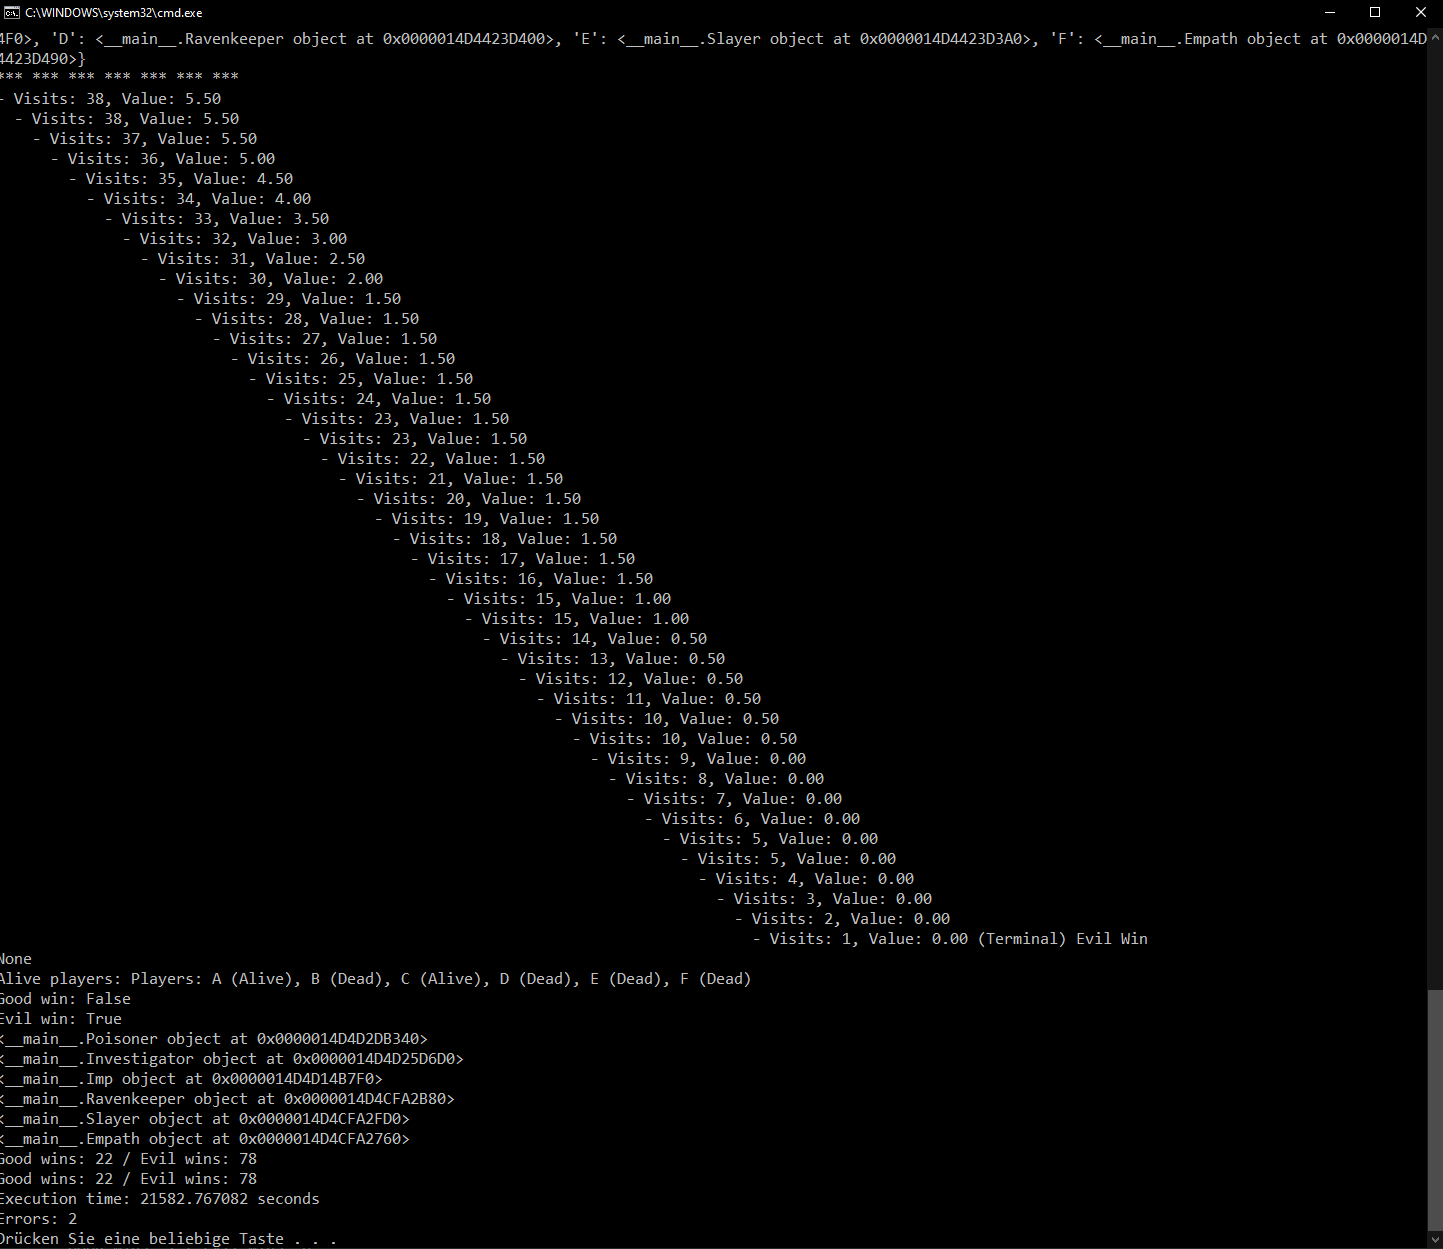 C:\WINDOWS\system32\cmd.exe
4F0>, 'D': <__main__.Ravenkeeper object at 0x0000014D4423D400>, 'E': <__main__.Slayer object at 0x0000014D4423D3A0>, 'F': <__main__.Empath object at 0x0000014D
4423D490>}
*** *** *** *** *** *** ***
- Visits: 38, Value: 5.50
- Visits: 38, Value: 5.50
- Visits: 37, Value: 5.50
- Visits: 36, Value: 5.00
- Visits: 35, Value: 4.50
- Visits: 34, Value: 4.00
- Visits: 33, Value: 3.50
- Visits: 32, Value: 3.00
- Visits: 31, Value: 2.50
- Visits: 30, Value: 2.00
- Visits: 29, Value: 1.50
- Visits: 28, Value: 1.50
- Visits: 27, Value: 1.50
- Visits: 26, Value: 1.50
- Visits: 25, Value: 1.50
- Visits: 24, Value: 1.50
- Visits: 23, Value: 1.50
- Visits: 23, Value: 1.50
- Visits: 22, Value: 1.50
- Visits: 21, Value: 1.50
- Visits: 20, Value: 1.50
- Visits: 19, Value: 1.50
- Visits: 18, Value: 1.50
- Visits: 17, Value: 1.50
- Visits: 16, Value: 1.50
- Visits: 15, Value: 1.00
- Visits: 15, Value: 1.00
- Visits: 14, Value: 0.50
- Visits: 13, Value: 0.50
- Visits: 12, Value: 0.50
- Visits: 11, Value: 0.50
- Visits: 10, Value: 0.50
- Visits: 10, Value: 0.50
- Visits: 9, Value: 0.00
- Visits: 8, Value: 0.00
- Visits: 7, Value: 0.00
- Visits: 6, Value: 0.00
- Visits: 5, Value: 0.00
- Visits: 5, Value: 0.00
- Visits: 4, Value: 0.00
- Visits: 3, Value: 0.00
- Visits: 2, Value: 0.00
- Visits: 1, Value: 0.00 (Terminal) Evil Win
None
Alive players: Players: A (Alive), B (Dead), C (Alive), D (Dead), E (Dead), F (Dead)
Good win: False
Evil win: True
<__main__.Poisoner object at 0x0000014D4D2DB340>
<__main__.Investigator object at 0x0000014D4D25D6D0>
<__main__.Imp object at 0x0000014D4D14B7F0>
<__main__.Ravenkeeper object at 0x0000014D4CFA2B80>
<__main__.Slayer object at 0x0000014D4CFA2FD0>
<__main__.Empath object at 0x0000014D4CFA2760>
Good wins: 22 / Evil wins: 78
Good wins: 22 / Evil wins: 78
Execution time: 21582.767082 seconds
Errors: 2
Drücken Sie eine beliebige Taste . . .